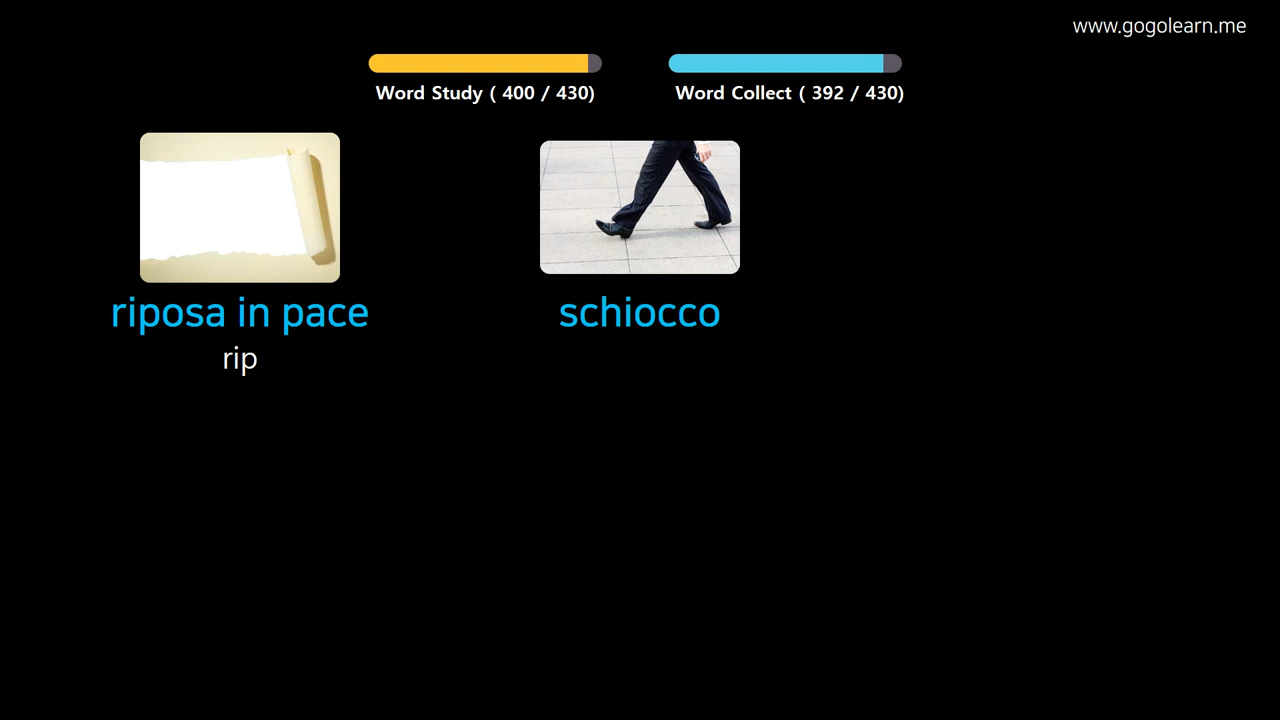 www.gogolearn.me
Word Study ( 400 / 430)
Word Collect ( 392 / 430)
riposa in pace
rip
schiocco